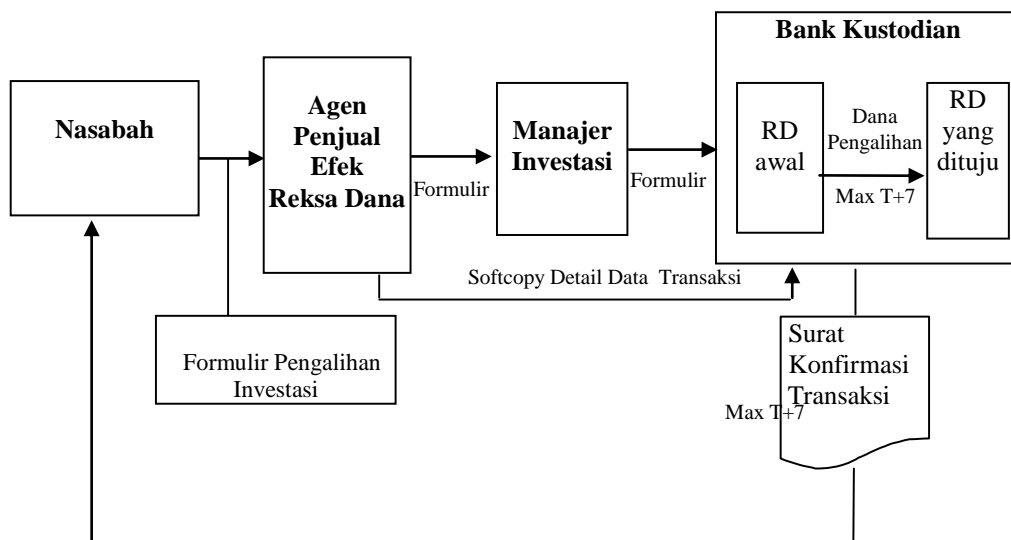 Bank Kustodian
Nasabah
Agen
Penjual
Efek
Reksa Dana
Formulir
Manajer
Investasi
Formulir
RD
awal
Dana
Pengalihan
Max T+7
RD
yang
dituju
Softcopy Detail Data Transaksi
Formulir Pengalihan
Investasi
Surat
Konfirmasi
Transaksi
Max T+7